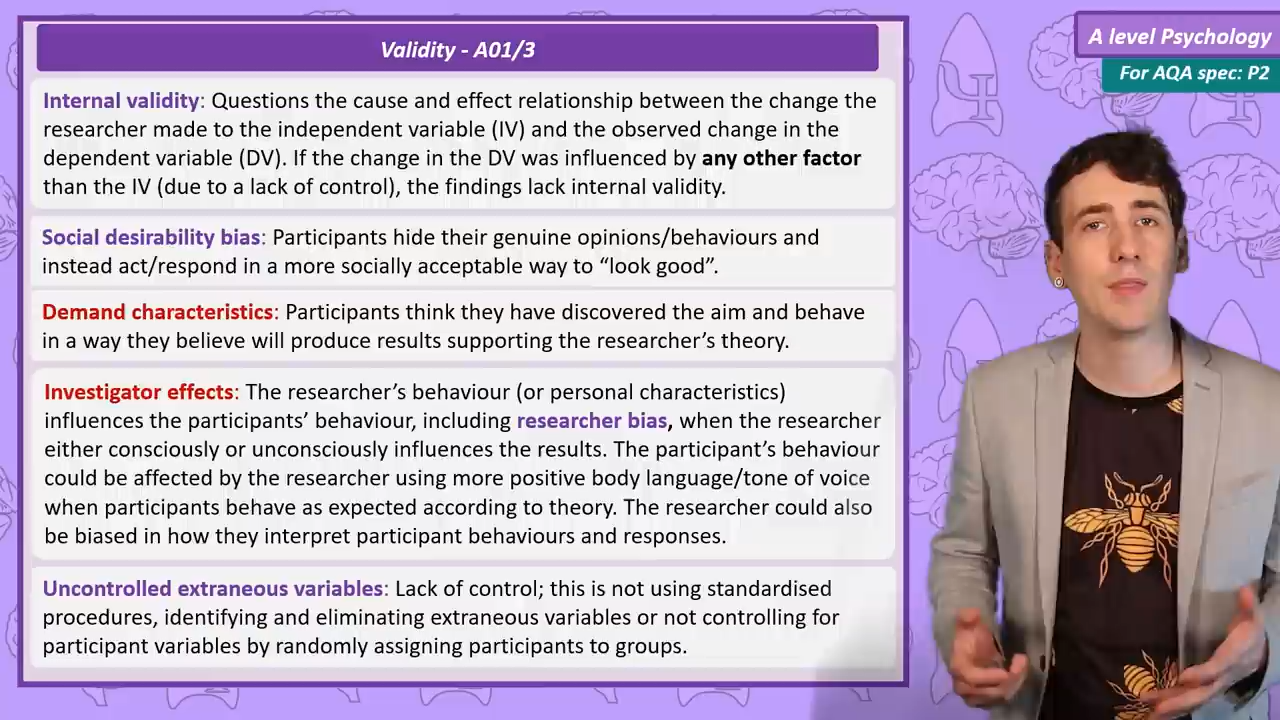 Validity - A01/3
A level Psychology
For AQA spec: P2
Internal validity: Questions the cause and effect relationship between the change the
researcher made to the independent variable (IV) and the observed change in the
dependent variable (DV). If the change in the DV was influenced by any other factor
than the IV (due to a lack of control), the findings lack internal validity.
Social desirability bias: Participants hide their genuine opinions/behaviours and
instead act/respond in a more socially acceptable way to “look good”.
Demand characteristics: Participants think they have discovered the aim and behave
in a way they believe will produce results supporting the researcher’s theory.
Investigator effects: The researcher’s behaviour (or personal characteristics)
influences the participants’ behaviour, including researcher bias, when the researcher
either consciously or unconsciously influences the results. The participant’s behaviour
could be affected by the researcher using more positive body language/tone of voice
when participants behave as expected according to theory. The researcher could also
be biased in how they interpret participant behaviours and responses.
Uncontrolled extraneous variables: Lack of control; this is not using standardised
procedures, identifying and eliminating extraneous variables or not controlling for
participant variables by randomly assigning participants to groups.